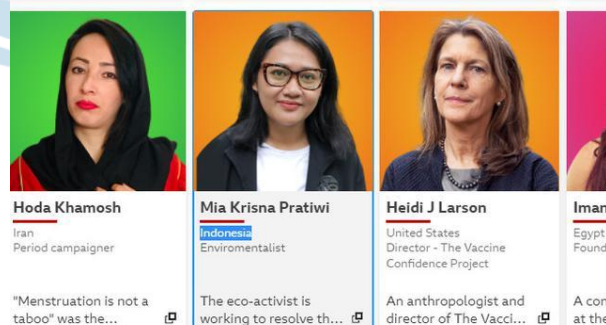 Hoda Khamosh
Iran
Period campaigner
"Menstruation is not a
taboo" was the...
Mia Krisna Pratiwi
Indonesia
Enviromentalist
The eco-activist is
working to resolve th...
Heidi J Larson
United States
Director - The Vaccine
Confidence Project
An anthropologist and
director of The Vacci...
Egypt